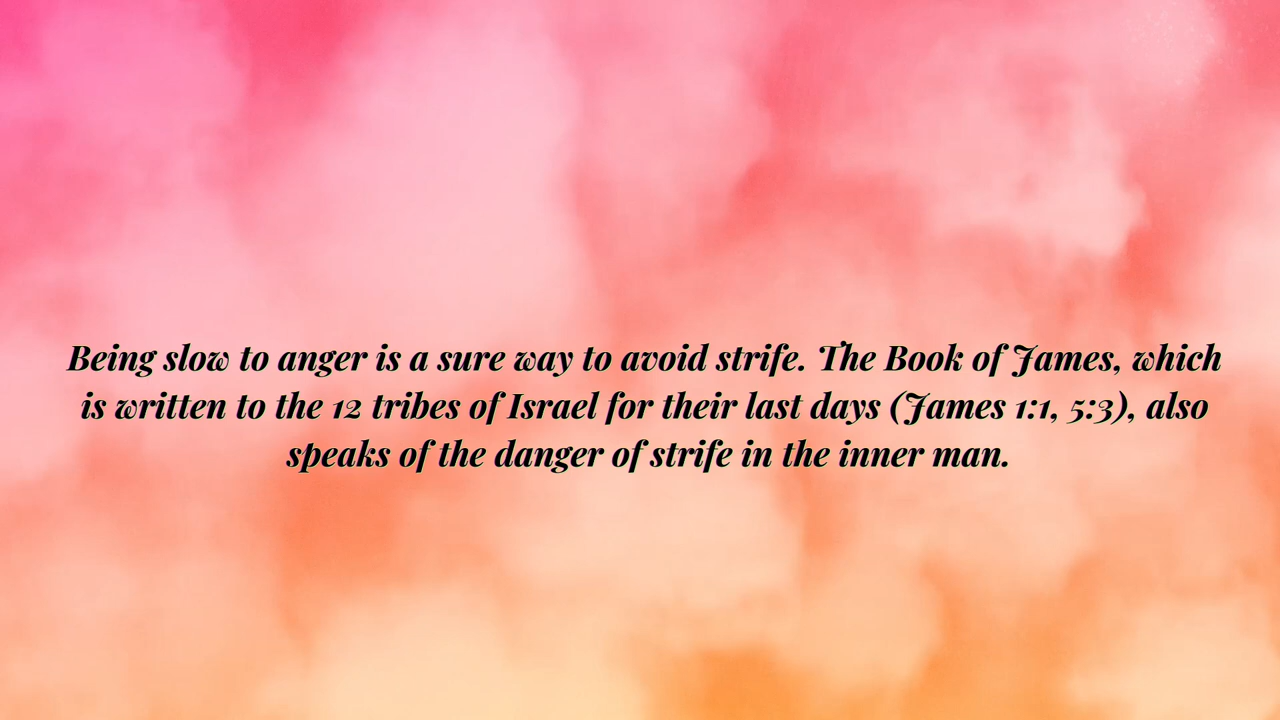 Being slow to anger is a sure way to avoid strife. The Book of James, which
is written to the 12 tribes of Israel for their last days (James 1:1, 5:3), also
speaks of the danger of strife in the inner man.